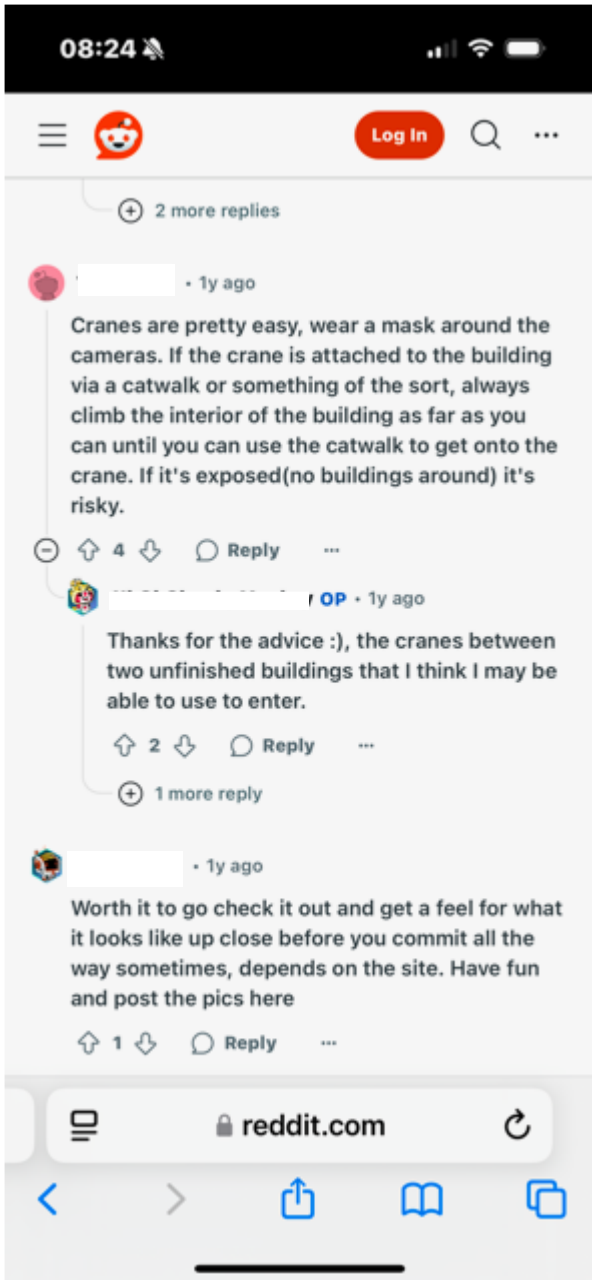 08:24
Log In
2 more replies
• 1y ago
Cranes are pretty easy, wear a mask around the
cameras. If the crane is attached to the building
via a catwalk or something of the sort, always
climb the interior of the building as far as you
can until you can use the catwalk to get onto the
crane. If it's exposed(no buildings around) it's
risky.
4 Reply ...
OP • 1y ago
Thanks for the advice :), the cranes between
two unfinished buildings that I think I may be
able to use to enter.
2 Reply ...
1 more reply
• 1y ago
Worth it to go check it out and get a feel for what
it looks like up close before you commit all the
way sometimes, depends on the site. Have fun
and post the pics here
1 Reply ...
reddit.com